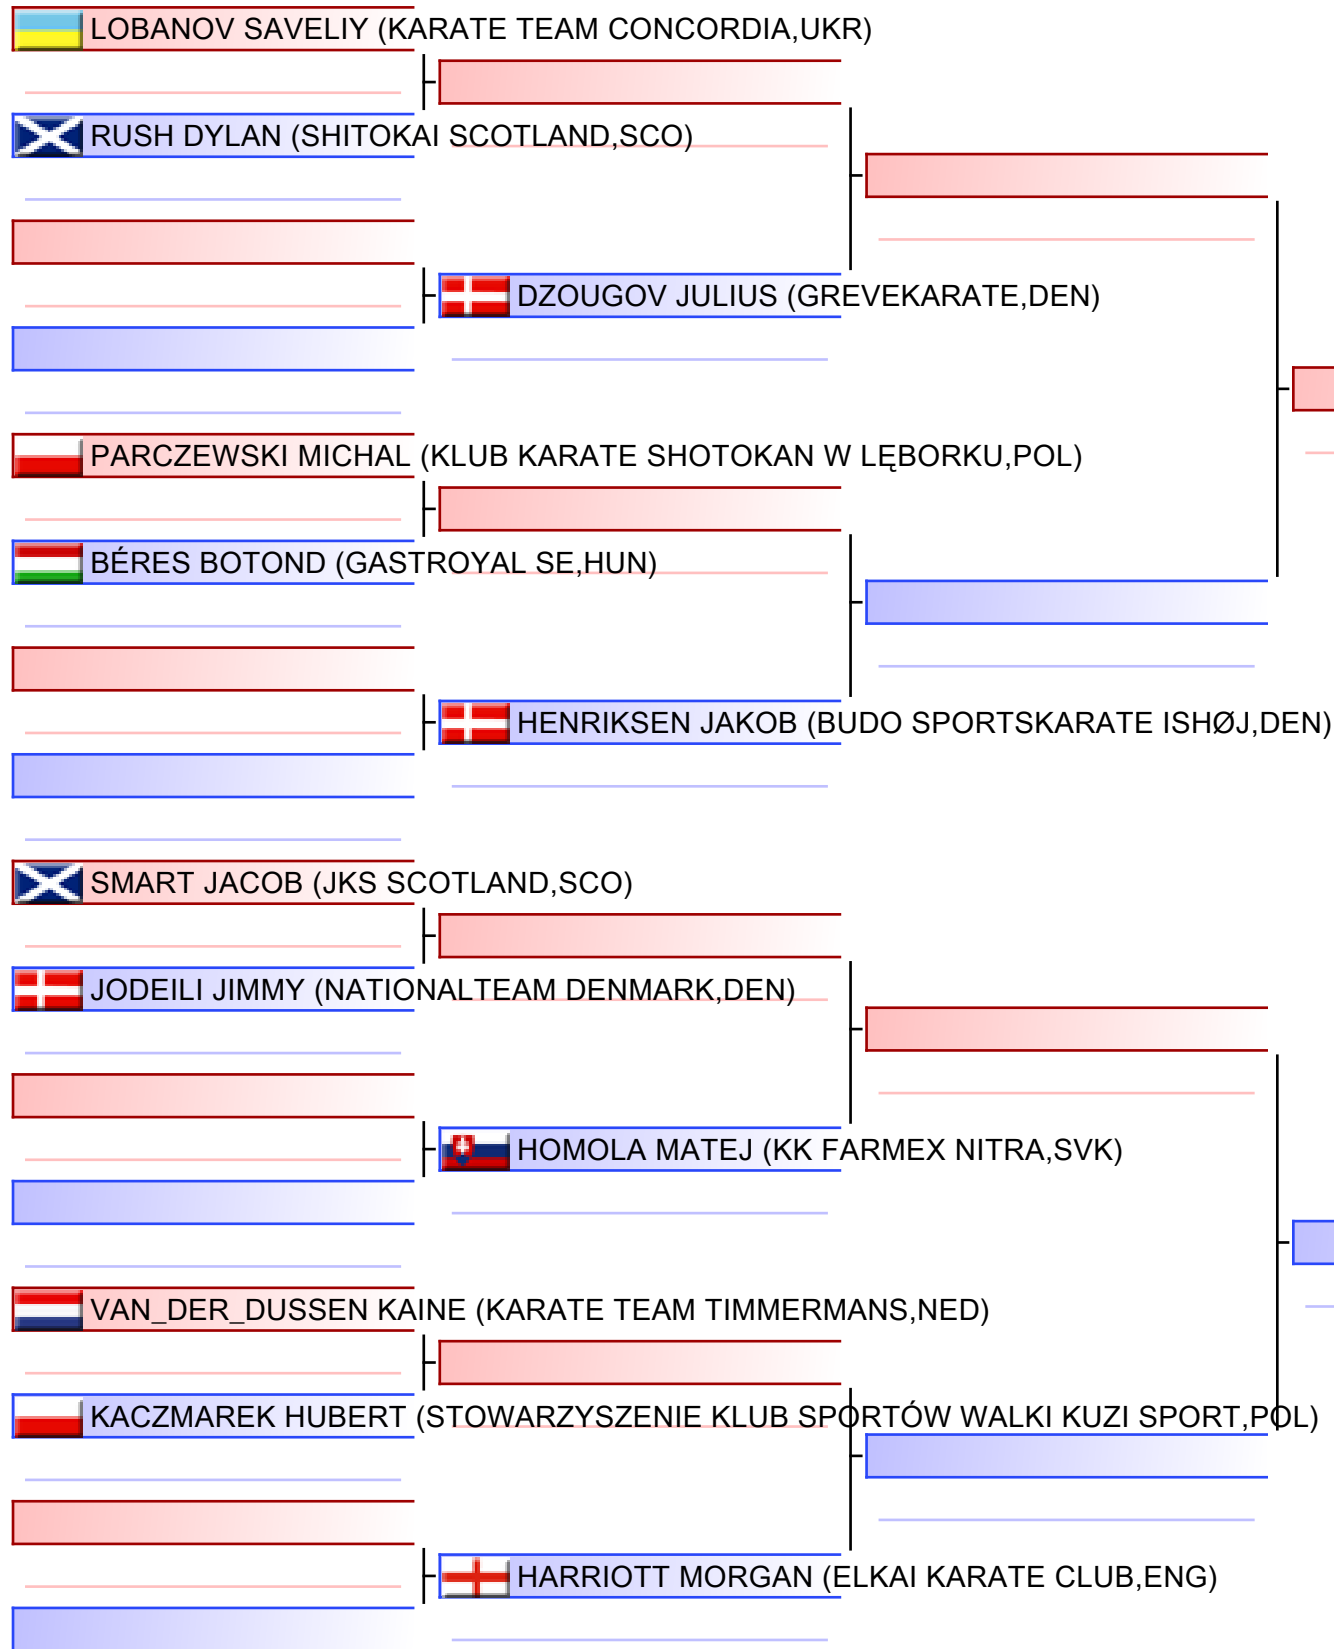 LOBANOV SAVELIY (KARATE TEAM CONCORDIA,UKR)
RUSH DYLAN (SHITOKAI SCOTLAND,SCO)
DZOUGOV JULIUS (GREVEKARATE,DEN)
PARCZEWSKI MICHAL (KLUB KARATE SHOTOKAN W LĘBORKU,POL)
BÉRES BOTOND (GASTROYAL SE,HUN)
HENRIKSEN JAKOB (BUDO SPORTSKARATE ISHØJ,DEN)
SMART JACOB (JKS SCOTLAND,SCO)
JODEILI JIMMY (NATIONALTEAM DENMARK,DEN)
HOMOLA MATEJ (KK FARMEX NITRA,SVK)
VAN_DER_DUSSEN KAINE (KARATE TEAM TIMMERMANS,NED)
KACZMAREK HUBERT (STOWARZYSZENIE KLUB SPORTÓW WALKI KUZI SPORT,POL)
HARRIOTT MORGAN (ELKAI KARATE CLUB,ENG)